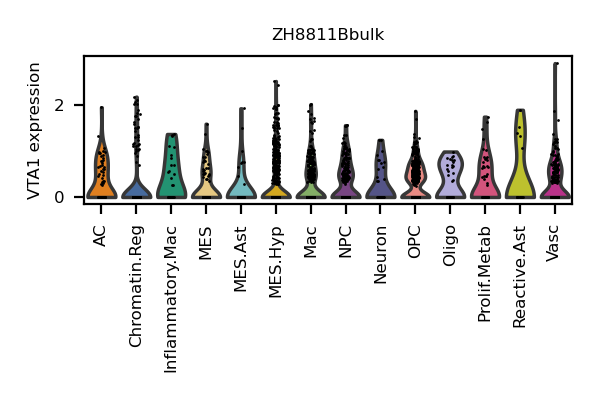 ZH8811Bbulk
VTA1 expression
2
0
AC
Chromatin.Reg
Inflammatory.Mac
MES
MES.Ast
MES.Hyp
Mac
NPC
Neuron
OPC
Oligo
Prolif.Metab
Reactive.Ast
Vasc